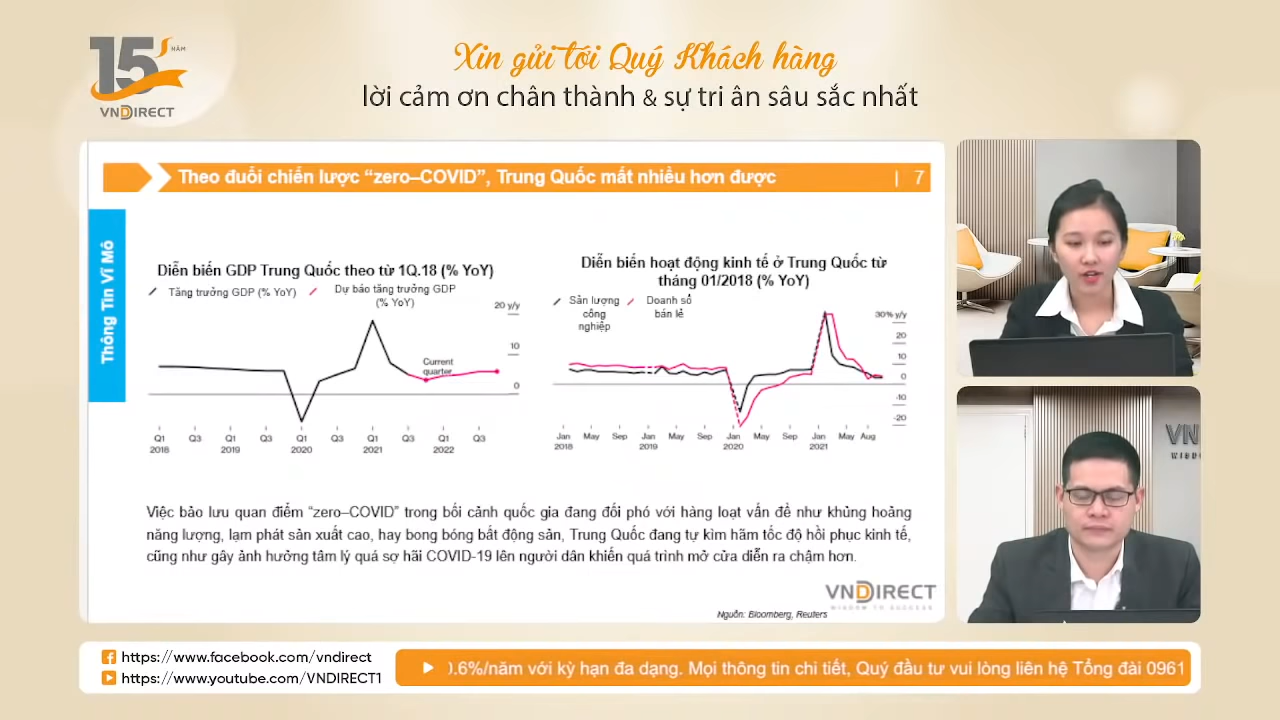 15 NĂM
VNDIRECT
Xin gửi tới Quý Khách hàng
lời cảm ơn chân thành & sự tri ân sâu sắc nhất
Theo đuổi chiến lược “zero–COVID”, Trung Quốc mất nhiều hơn được | 7
Thông Tin Vĩ Mô
Diễn biến GDP Trung Quốc theo từ 1Q.18 (% YoY)
Tăng trưởng GDP (% YoY)
Dự báo tăng trưởng GDP
(% YoY)
20 y/y
10
0
Current
quarter
Q1 Q3 Q1 Q3 Q1 Q3 Q1 Q3 Q1 Q3
2018 2019 2020 2021 2022
Diễn biến hoạt động kinh tế ở Trung Quốc từ
tháng 01/2018 (% YoY)
Sản lượng
công
nghiệp
Doanh số
bán lẻ
30% y/y
20
10
0
-10
-20
Jan May Sep Jan May Sep Jan May Sep Jan May Aug
2018 2019 2020 2021
Việc bảo lưu quan điểm “zero–COVID” trong bối cảnh quốc gia đang đối phó với hàng loạt vấn đề như khủng hoảng
năng lượng, lạm phát sản xuất cao, hay bong bóng bất động sản, Trung Quốc đang tự kìm hãm tốc độ hồi phục kinh tế,
cũng như gây ảnh hưởng tâm lý quá sợ hãi COVID-19 lên người dân khiến quá trình mở cửa diễn ra chậm hơn.
VNDIRECT
WISDOM TO SUCCESS
Nguồn: Bloomberg, Reuters
VN
WISD
https://www.facebook.com/vndirect
https://www.youtube.com/VNDIRECT1
0.6%/năm với kỳ hạn đa dạng. Mọi thông tin chi tiết, Quý đầu tư vui lòng liên hệ Tổng đài 0961